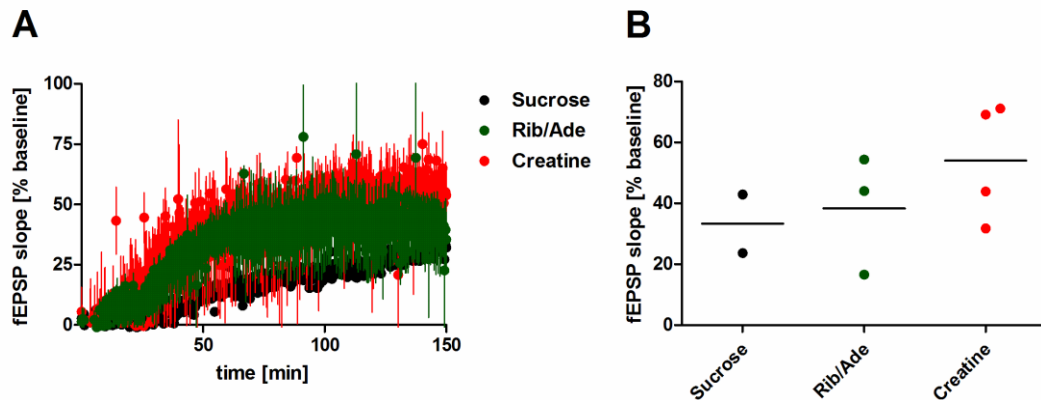 A
fEPSP slope [% baseline]
100
75
50
25
0
50
100
150
time [min]
Sucrose
Rib/Ade
Creatine
B
fEPSP slope [% baseline]
80
60
40
20
0
Sucrose
Rib/Ade
Creatine